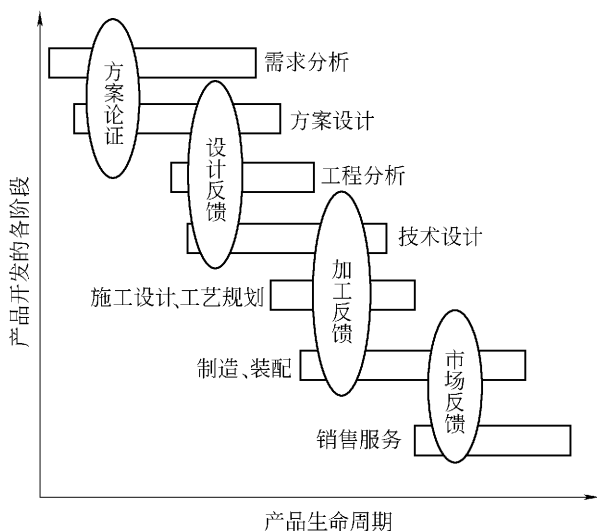 需求分析
方案论证
方案设计
设计反馈
工程分析
技术设计
加工反馈
施工设计、工艺规划
制造、装配
市场反馈
销售服务
产品开发的各阶段
产品生命周期